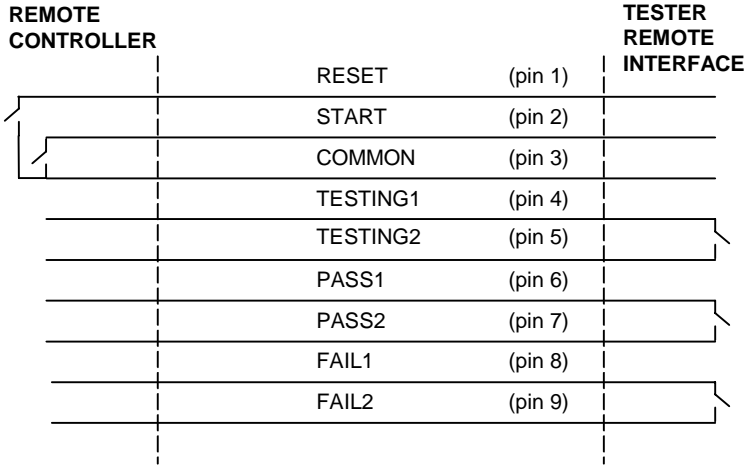 REMOTE
CONTROLLER
TESTER
REMOTE
INTERFACE
RESET (pin 1)
START (pin 2)
COMMON (pin 3)
TESTING1 (pin 4)
TESTING2 (pin 5)
PASS1 (pin 6)
PASS2 (pin 7)
FAIL1 (pin 8)
FAIL2 (pin 9)